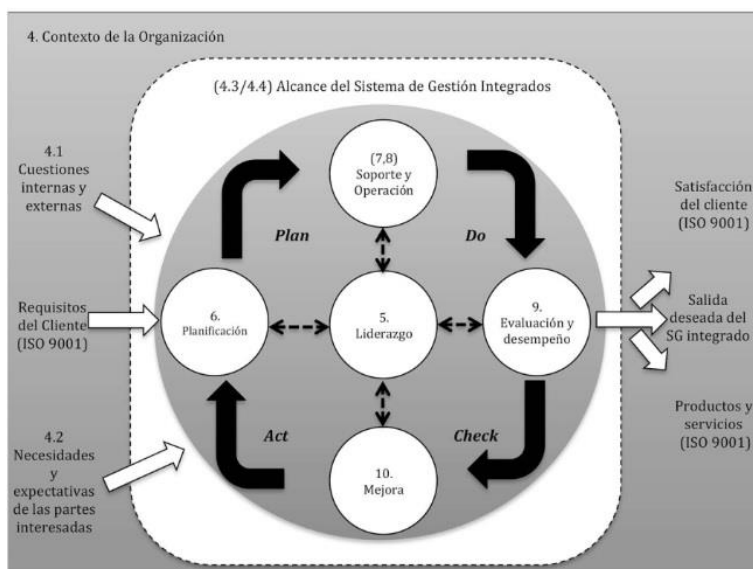 4. Contexto de la Organización
(4.3/4.4) Alcance del Sistema de Gestión Integrados
4.1
Cuestiones
internas y
externas
Requisitos
del Cliente
(ISO 9001)
4.2
Necesidades
y
expectativas
de las partes
interesadas
(7,8)
Soporte y
Operación
Plan
Do
6.
Planificación
5.
Liderazgo
9.
Evaluación y
desempeño
Act
Check
10.
Mejora
Satisfacción
del cliente
(ISO 9001)
Salida
deseada del
SG integrado
Productos y
servicios
(ISO 9001)